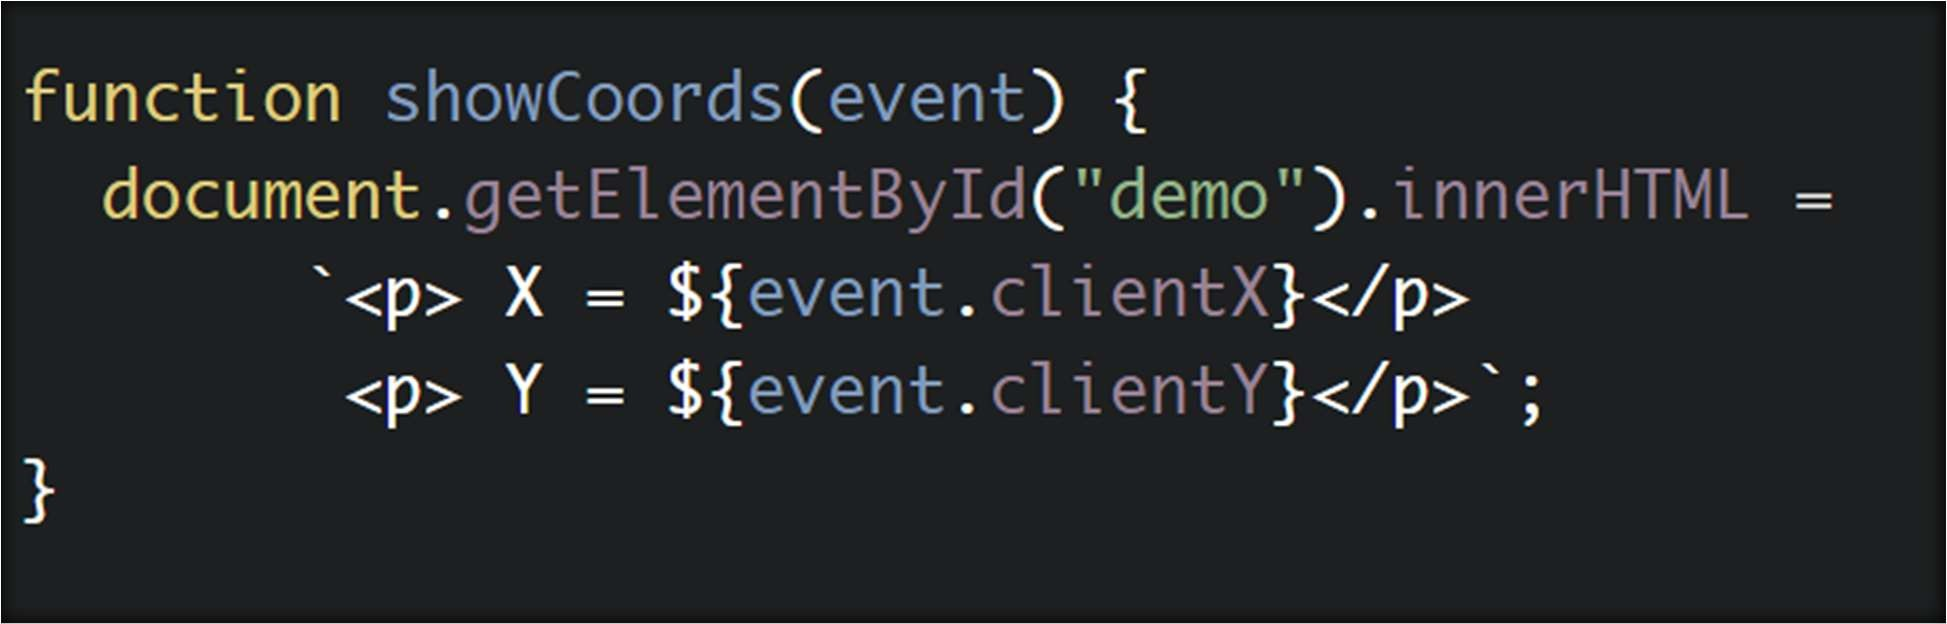 function showCoords(event) {
  document.getElementById("demo").innerHTML =
       `<p> X = ${event.clientX}</p>
        <p> Y = ${event.clientY}</p>`;
}